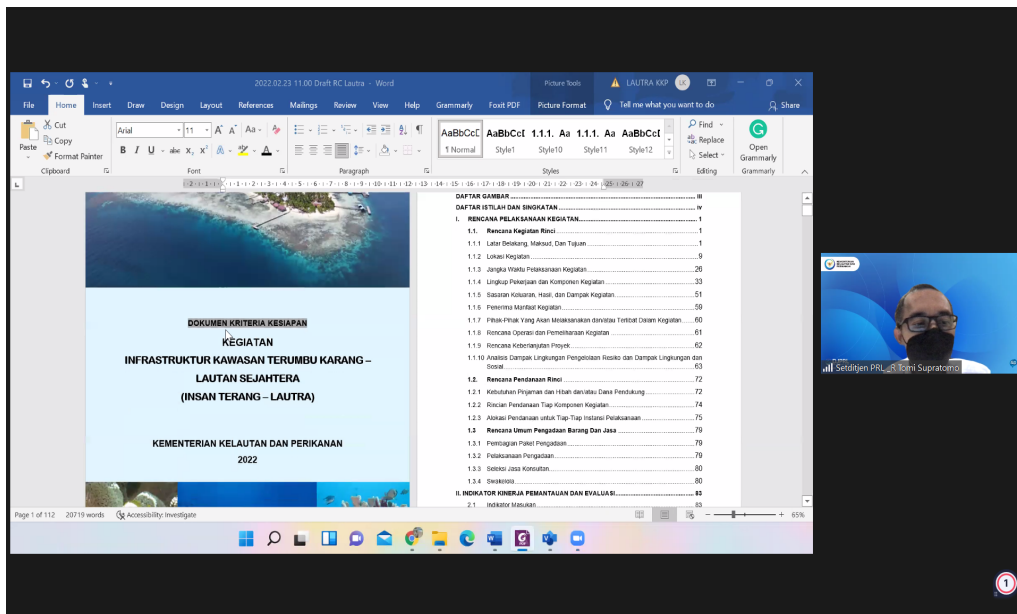 2022.02.23 11.00 Draft RC Lautra - Word
Picture Tools
LAUTRA KKP
File Home Insert Draw Design Layout References Mailings Review View Help Grammarly Foxit PDF Picture Format Tell me what you want to do Share
Paste
Cut
Copy
Format Painter
Arial 11
AaBbCcD AaBbCcI 1.1.1. Aa 1.1.1. Aa AaBbCcI
¶ Normal Style1 Style10 Style11 Style12
Find
Replace
Select
Open
Grammarly
Clipboard Font Paragraph Styles Editing Grammarly
DOKUMEN KRITERIA KESIAPAN
KEGIATAN
INFRASTRUKTUR KAWASAN TERUMBU KARANG –
LAUTAN SEJAHTERA
(INSAN TERANG – LAUTRA)
KEMENTERIAN KELAUTAN DAN PERIKANAN
2022
DAFTAR GAMBAR ... iii
DAFTAR ISTILAH DAN SINGKATAN ... iv
I. RENCANA PELAKSANAAN KEGIATAN ... 1
1.1. Rencana Kegiatan Rinci ... 1
1.1.1 Latar Belakang, Maksud, Dan Tujuan ... 1
1.1.2 Lokasi Kegiatan ... 9
1.1.3 Jangka Waktu Pelaksanaan Kegiatan ... 26
1.1.4 Lingkup Pekerjaan dan Komponen Kegiatan ... 33
1.1.5 Sasaran Keluaran, Hasil, dan Dampak Kegiatan ... 51
1.1.6 Penerima Manfaat Kegiatan ... 59
1.1.7 Pihak-Pihak Yang Akan Melaksanakan dan/atau Terlibat Dalam Kegiatan ... 60
1.1.8 Rencana Operasi dan Pemeliharaan Kegiatan ... 61
1.1.9 Rencana Keberlanjutan Proyek ... 62
1.1.10 Analisis Dampak Lingkungan Pengelolaan Resiko dan Dampak Lingkungan dan
Sosial ... 63
1.2. Rencana Pendanaan Rinci ... 72
1.2.1 Kebutuhan Pinjaman dan Hibah dan/atau Dana Pendukung ... 72
1.2.2 Rincian Pendanaan Tiap Komponen Kegiatan ... 74
1.2.3 Alokasi Pendanaan untuk Tiap-Tiap Instansi Pelaksanaan ... 75
1.3 Rencana Umum Pengadaan Barang Dan Jasa ... 79
1.3.1 Pembagian Paket Pengadaan ... 79
1.3.2 Pelaksanaan Pengadaan ... 79
1.3.3 Seleksi Jasa Konsultan ... 80
1.3.4 Swakelola ... 80
II. INDIKATOR KINERJA PEMANTAUAN DAN EVALUASI ... 83
2.1 Indikator Masukan ... 83
Page 1 of 112 20719 words Accessibility: Investigate 65%
Setditjen PRL_R Tomi Supratomo
1